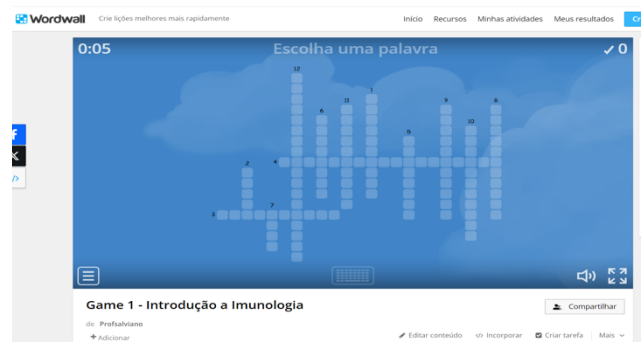 Wordwall Crie lições melhores mais rapidamente Início Recursos Minhas atividades Meus resultados
0:05 Escolha uma palavra ✓ 0
12
1
11 9 8
6
10
5
2 4
7
3
Game 1 - Introdução a Imunologia
Compartilhar
de Profsalviano
Adicionar
Editar conteúdo Incorporar Criar tarefa Mais